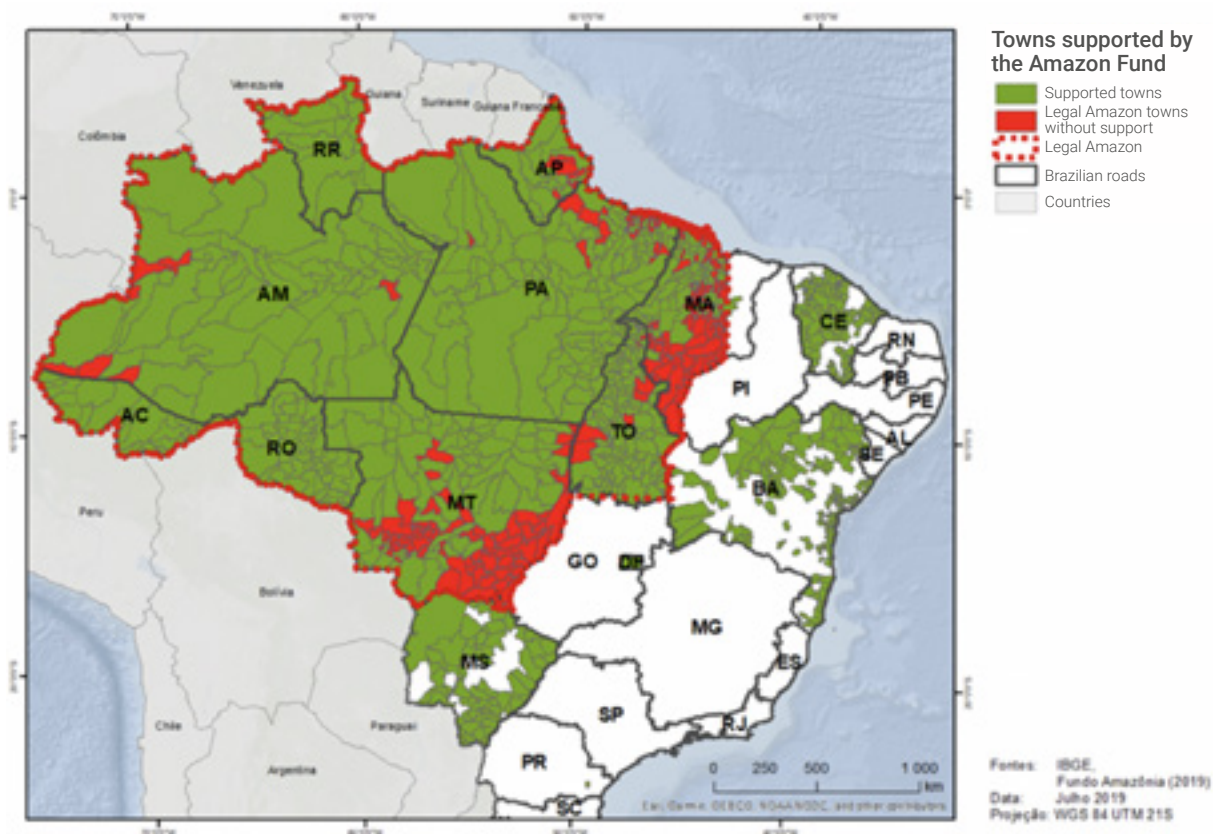 Towns supported by
the Amazon Fund
Supported towns
Legal Amazon towns
without support
Legal Amazon
Brazilian roads
Countries
Venezuela
Guiana
Suriname
Guiana Francesa
Colômbia
RR
AP
AM
PA
MA
CE
RN
PB
PI
PE
AC
TO
AL
RO
SE
BA
MT
Peru
GO
DF
Bolívia
MG
MS
ES
SP
Paraguai
Chile
RJ
PR
Argentina
SC
0 250 500 1 000
km
Fontes: IBGE,
Fundo Amazônia (2019)
Data: Julho 2019
Projeção: WGS 84 UTM 21S